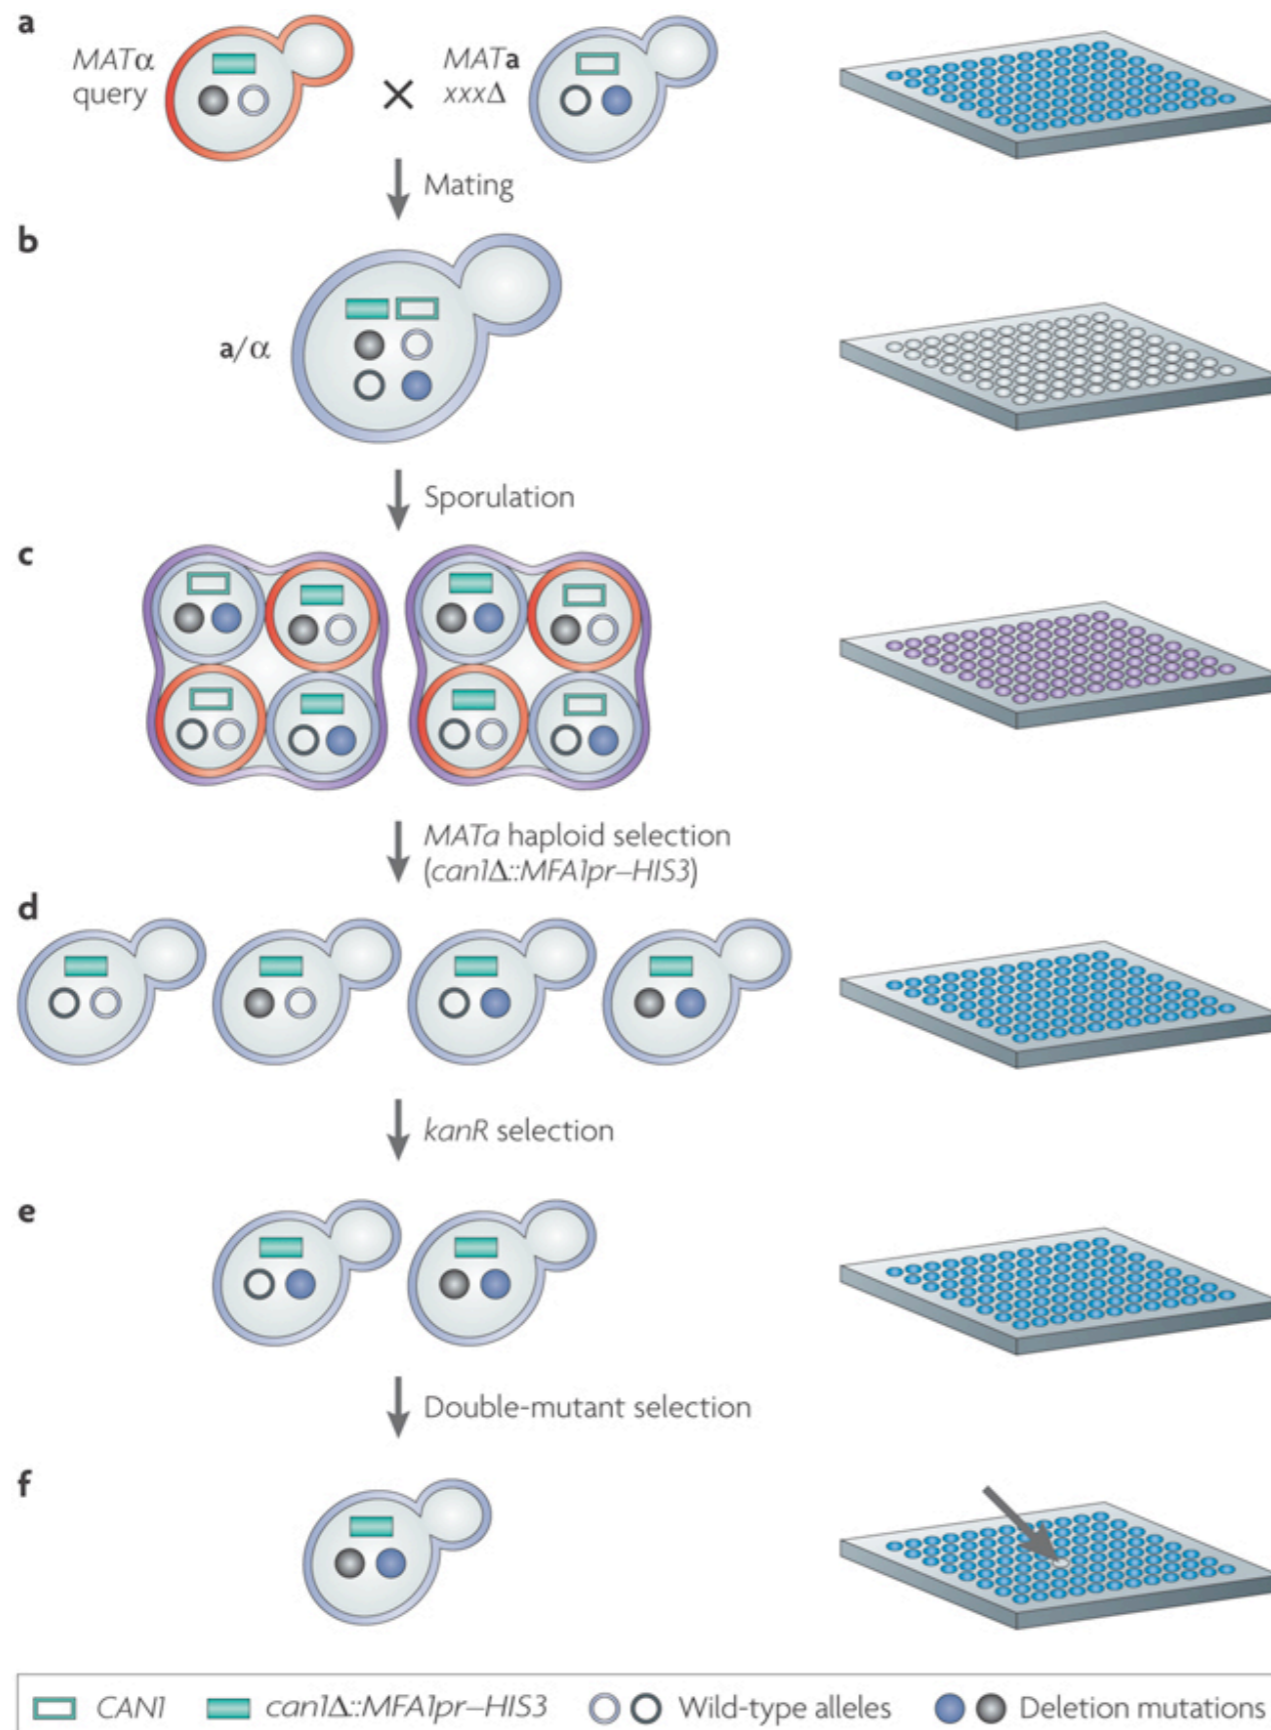 a
MATα
query
×
MATa
xxxΔ
Mating
b
a/α
Sporulation
c
MATa haploid selection
(can1Δ::MFA1pr–HIS3)
d
kanR selection
e
Double-mutant selection
f
CAN1
can1Δ::MFA1pr–HIS3
Wild-type alleles
Deletion mutations